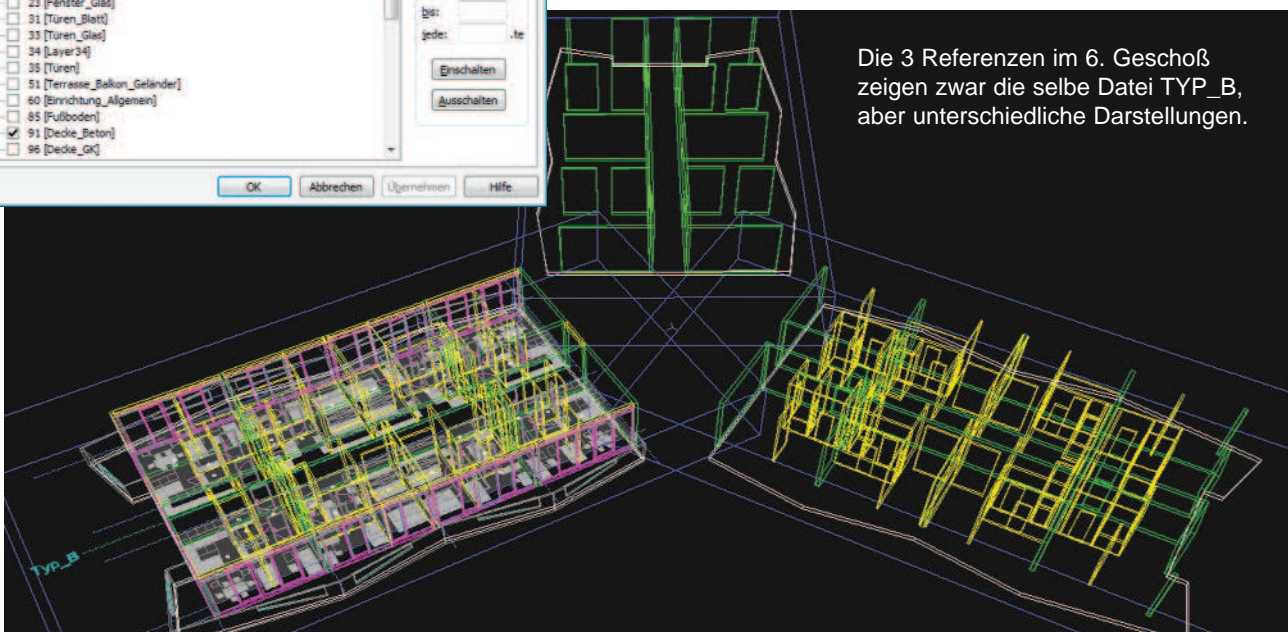 23 [Fenster_Glas]
31 [Türen_Blatt]
33 [Türen_Glas]
34 [Layer34]
35 [Türen]
51 [Terrasse_Balkon_Geländer]
60 [Einrichtung_Allgemein]
85 [Fußboden]
91 [Decke_Beton]
96 [Decke_GK]
bis:
jede: .te
Einschalten
Ausschalten
OK Abbrechen Übernehmen Hilfe
Die 3 Referenzen im 6. Geschoß
zeigen zwar die selbe Datei TYP_B,
aber unterschiedliche Darstellungen.
Typ_B